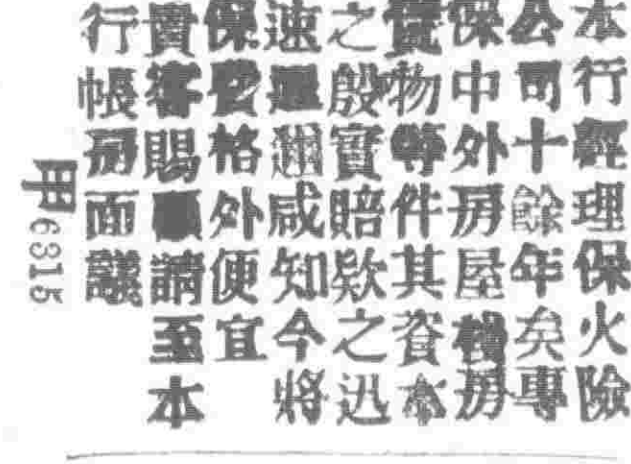 本行經理保火險
公司十餘年矣專
保中外房屋棧房
貨物等件其資本
之殷實賠欵之迅
速遐邇咸知今將
保費格外便宜
貴客賜顧請至本
行帳房面議
甲6315